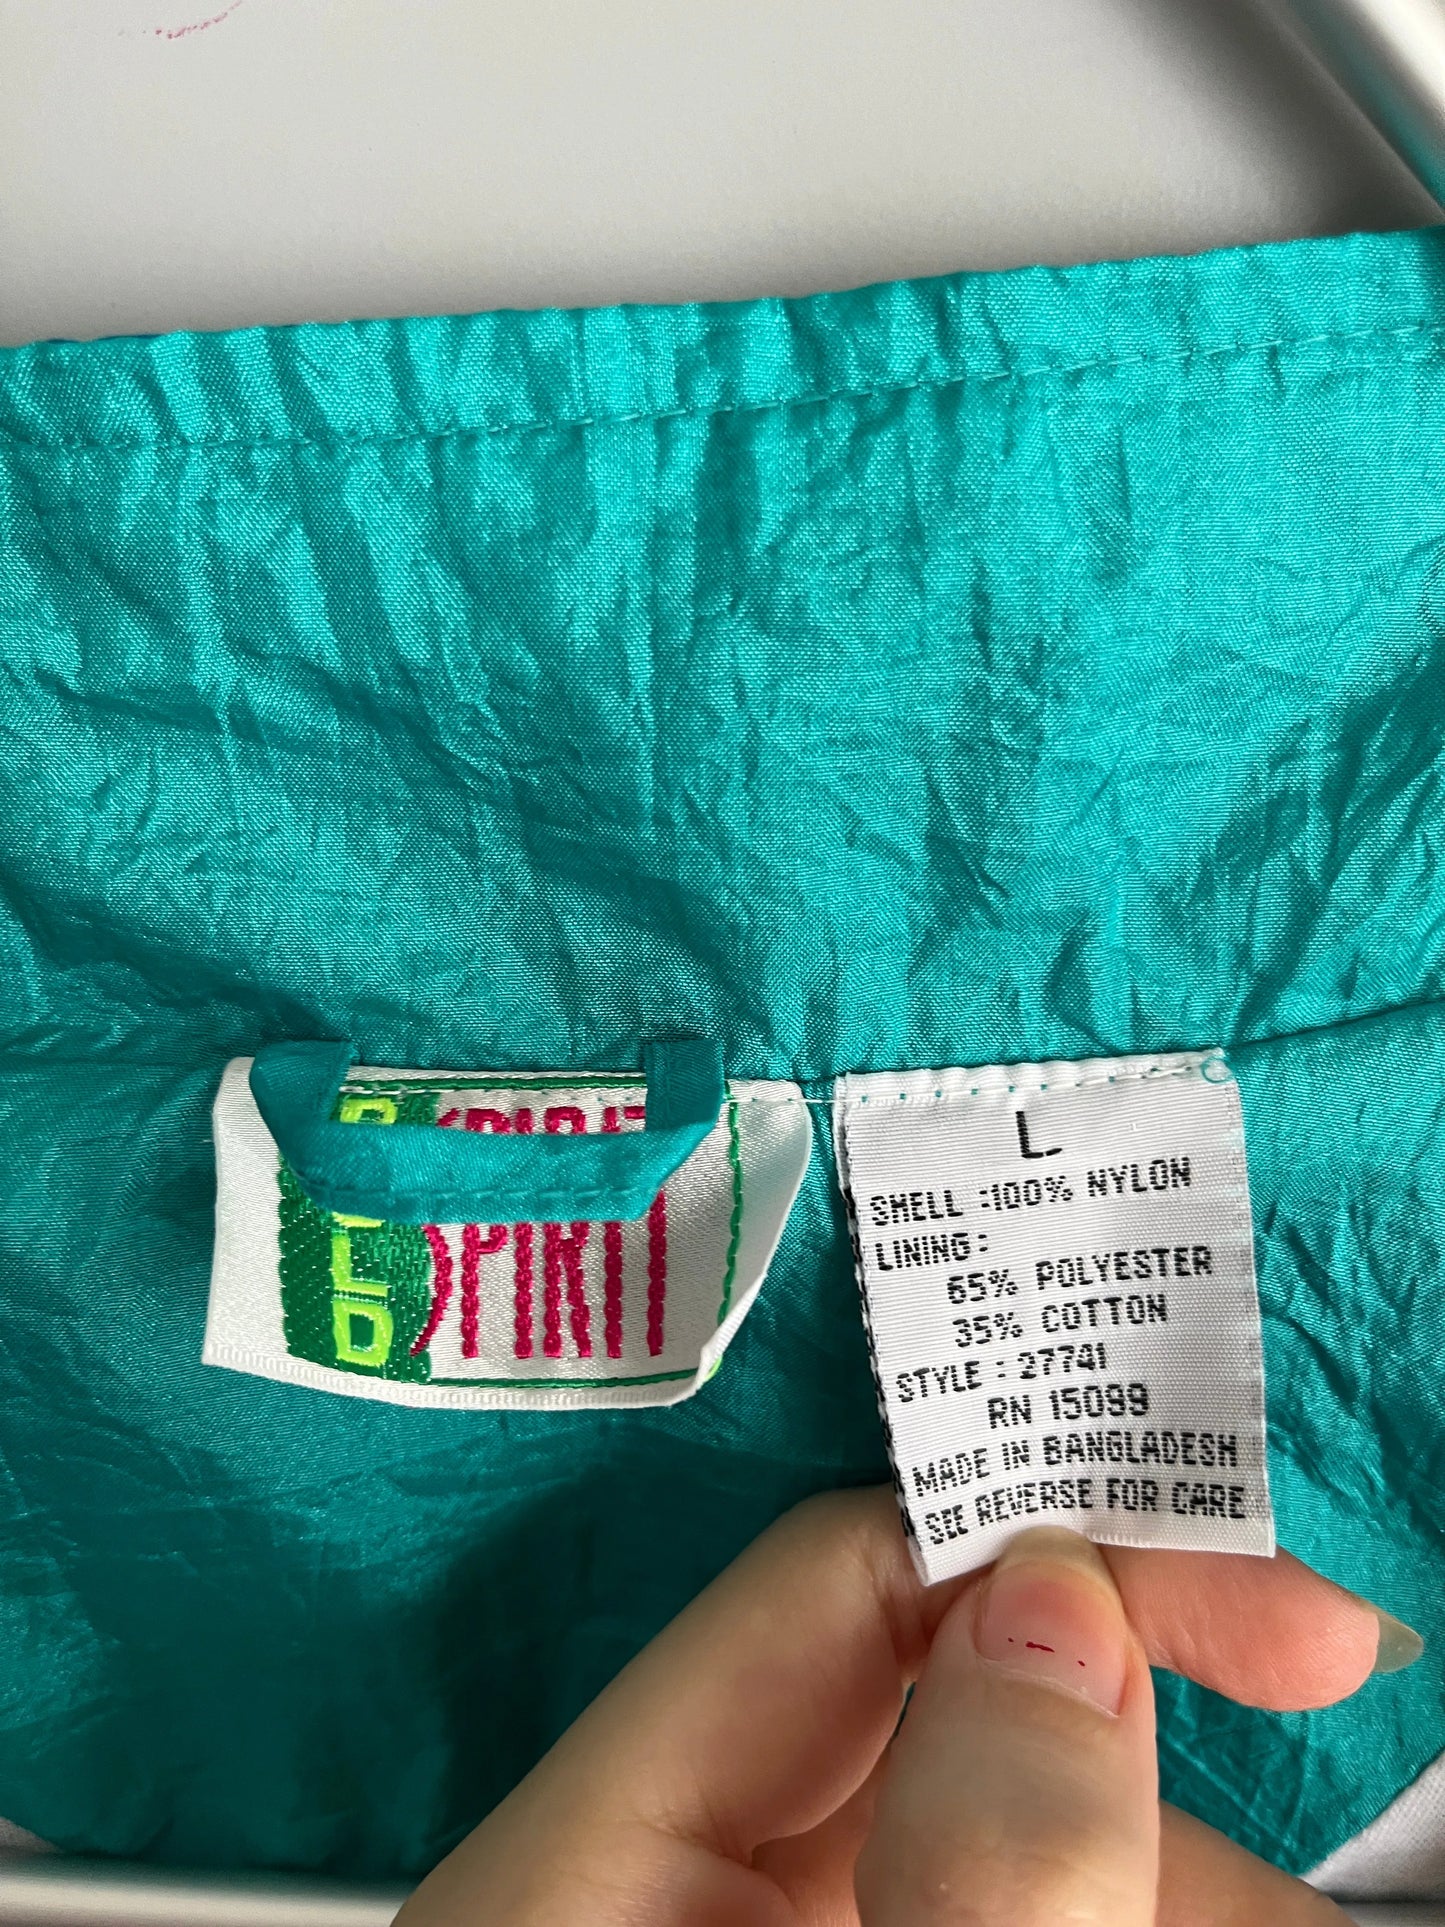 SPIRIT
L
SHELL :100% NYLON
LINING:
65% POLYESTER
35% COTTON
STYLE : 27741
RN 15099
MADE IN BANGLADESH
SEE REVERSE FOR CARE